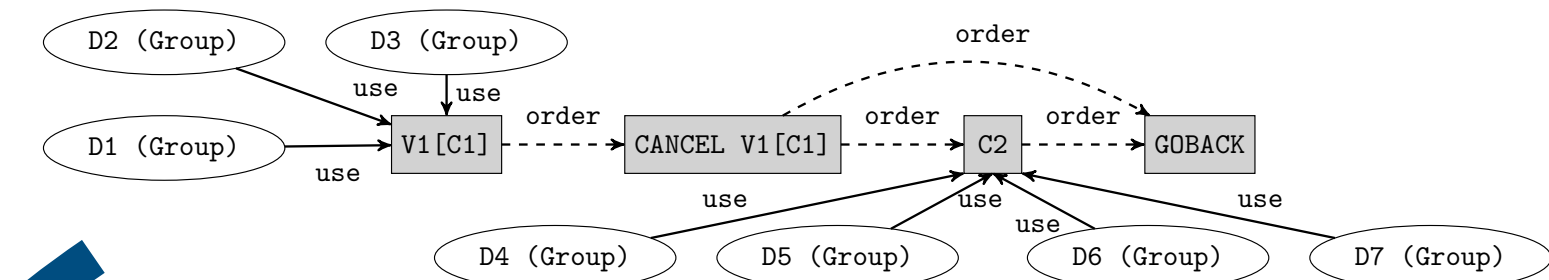 order
D2 (Group)
D3 (Group)
use
use
order
order
order
D1 (Group)
V1[C1]
CANCEL V1[C1]
C2
GOBACK
use
use
use
use
use
D4 (Group)
D5 (Group)
D6 (Group)
D7 (Group)